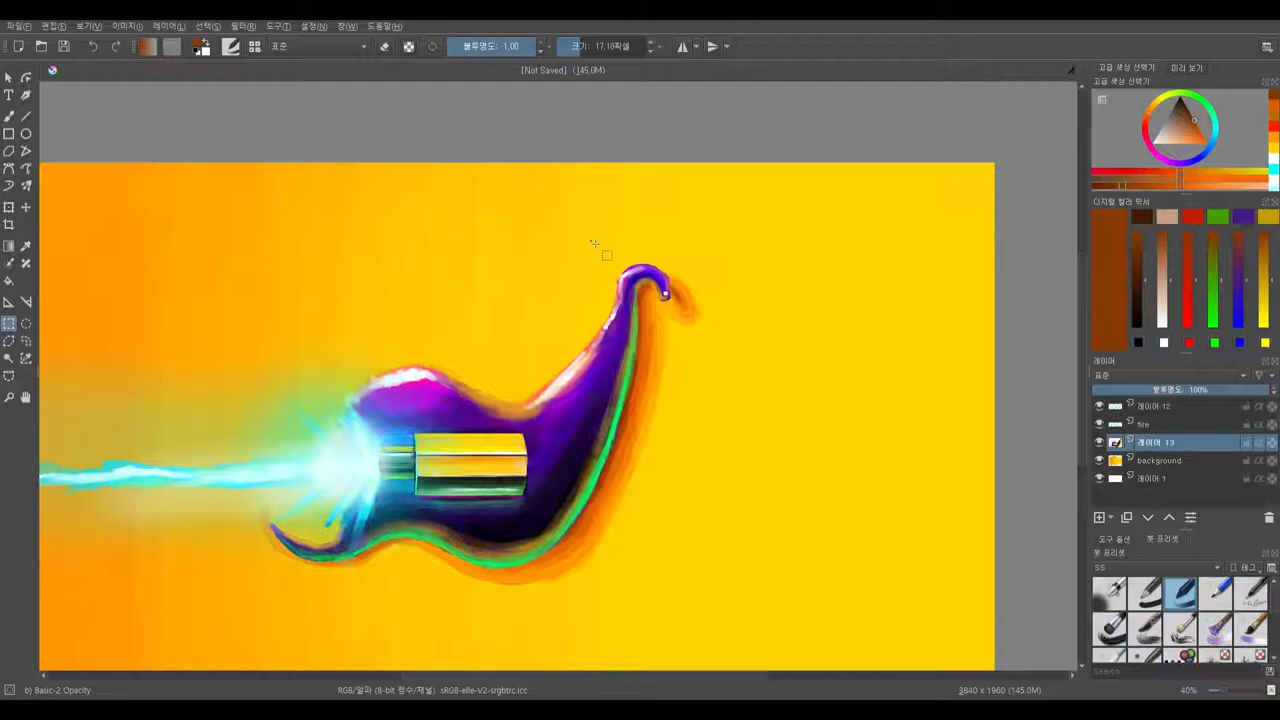 파일(F) 편집(E) 보기(V) 이미지(I) 레이어(L) 선택(S) 필터(R) 도구(T) 설정(N) 창(W) 도움말(H)
표준 불투명도: 1.00 크기: 17.18픽셀
[Not Saved] (145.0M)
고급 색상 선택기 미리 보기
고급 색상 선택기
디지털 컬러 믹서
레이어
표준
불투명도: 100%
레이어 12
fire
레이어 13
background
레이어 1
도구 옵션 붓 프리셋
붓 프리셋
SS 태그
Search
b) Basic-2 Opacity RGB/알파 (8-bit 정수/채널) sRGB-elle-V2-srgbtrc.icc 3840 x 1960 (145.0M) 40%